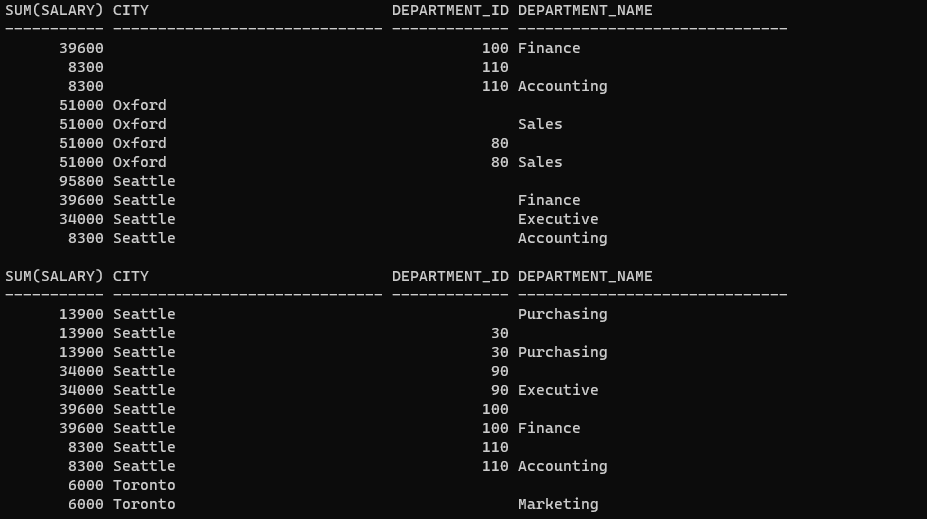 SUM(SALARY) CITY                           DEPARTMENT_ID DEPARTMENT_NAME
----------- ------------------------------ ------------- ------------------------------
      39600                                          100 Finance
       8300                                          110
       8300                                          110 Accounting
      51000 Oxford
      51000 Oxford                                       Sales
      51000 Oxford                                    80
      51000 Oxford                                    80 Sales
      95800 Seattle
      39600 Seattle                                      Finance
      34000 Seattle                                      Executive
       8300 Seattle                                      Accounting

SUM(SALARY) CITY                           DEPARTMENT_ID DEPARTMENT_NAME
----------- ------------------------------ ------------- ------------------------------
      13900 Seattle                                      Purchasing
      13900 Seattle                                   30
      13900 Seattle                                   30 Purchasing
      34000 Seattle                                   90
      34000 Seattle                                   90 Executive
      39600 Seattle                                  100
      39600 Seattle                                  100 Finance
       8300 Seattle                                  110
       8300 Seattle                                  110 Accounting
       6000 Toronto
       6000 Toronto                                      Marketing